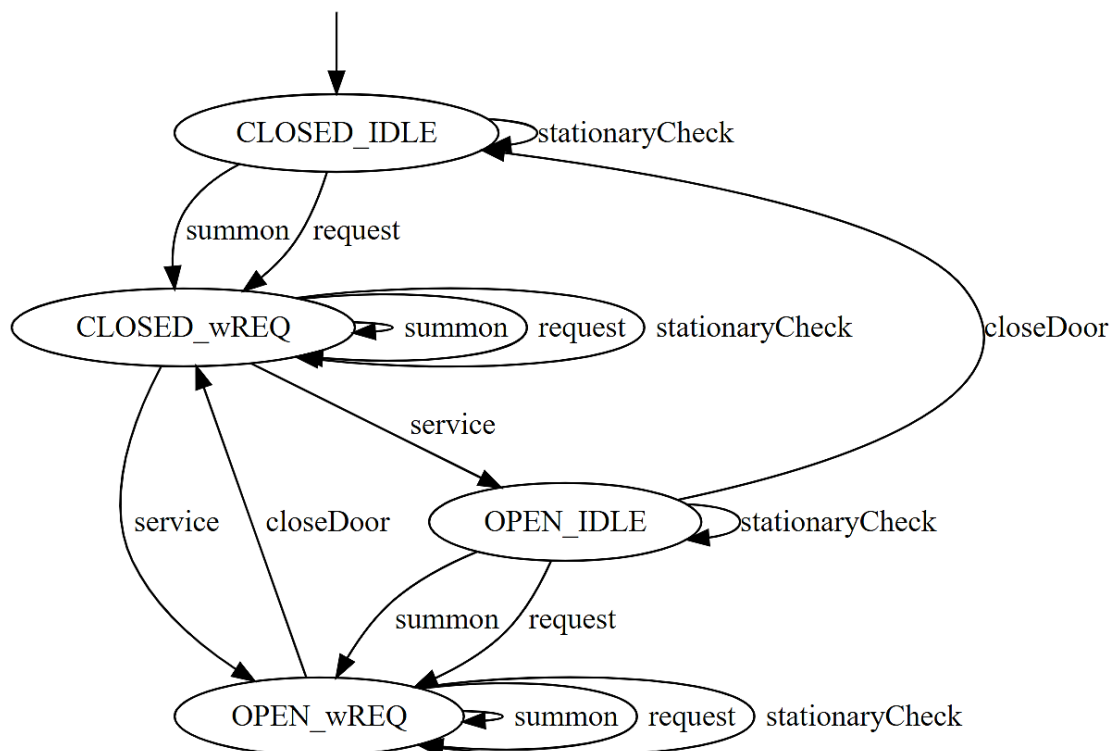 CLOSED_IDLE
stationaryCheck
summon
request
CLOSED_wREQ
summon
request
stationaryCheck
closeDoor
service
service
closeDoor
OPEN_IDLE
stationaryCheck
summon
request
OPEN_wREQ
summon
request
stationaryCheck